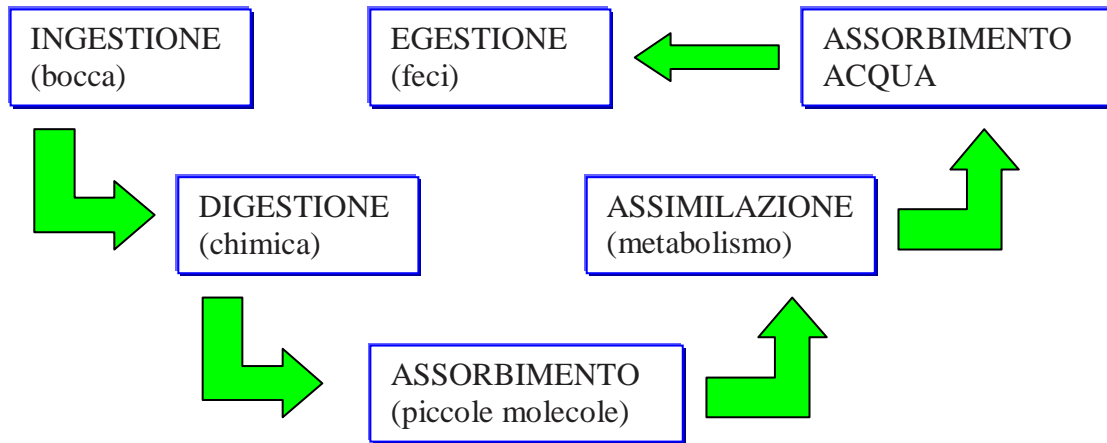 INGESTIONE
(bocca)
DIGESTIONE
(chimica)
ASSORBIMENTO
(piccole molecole)
ASSIMILAZIONE
(metabolismo)
ASSORBIMENTO
ACQUA
EGESTIONE
(feci)